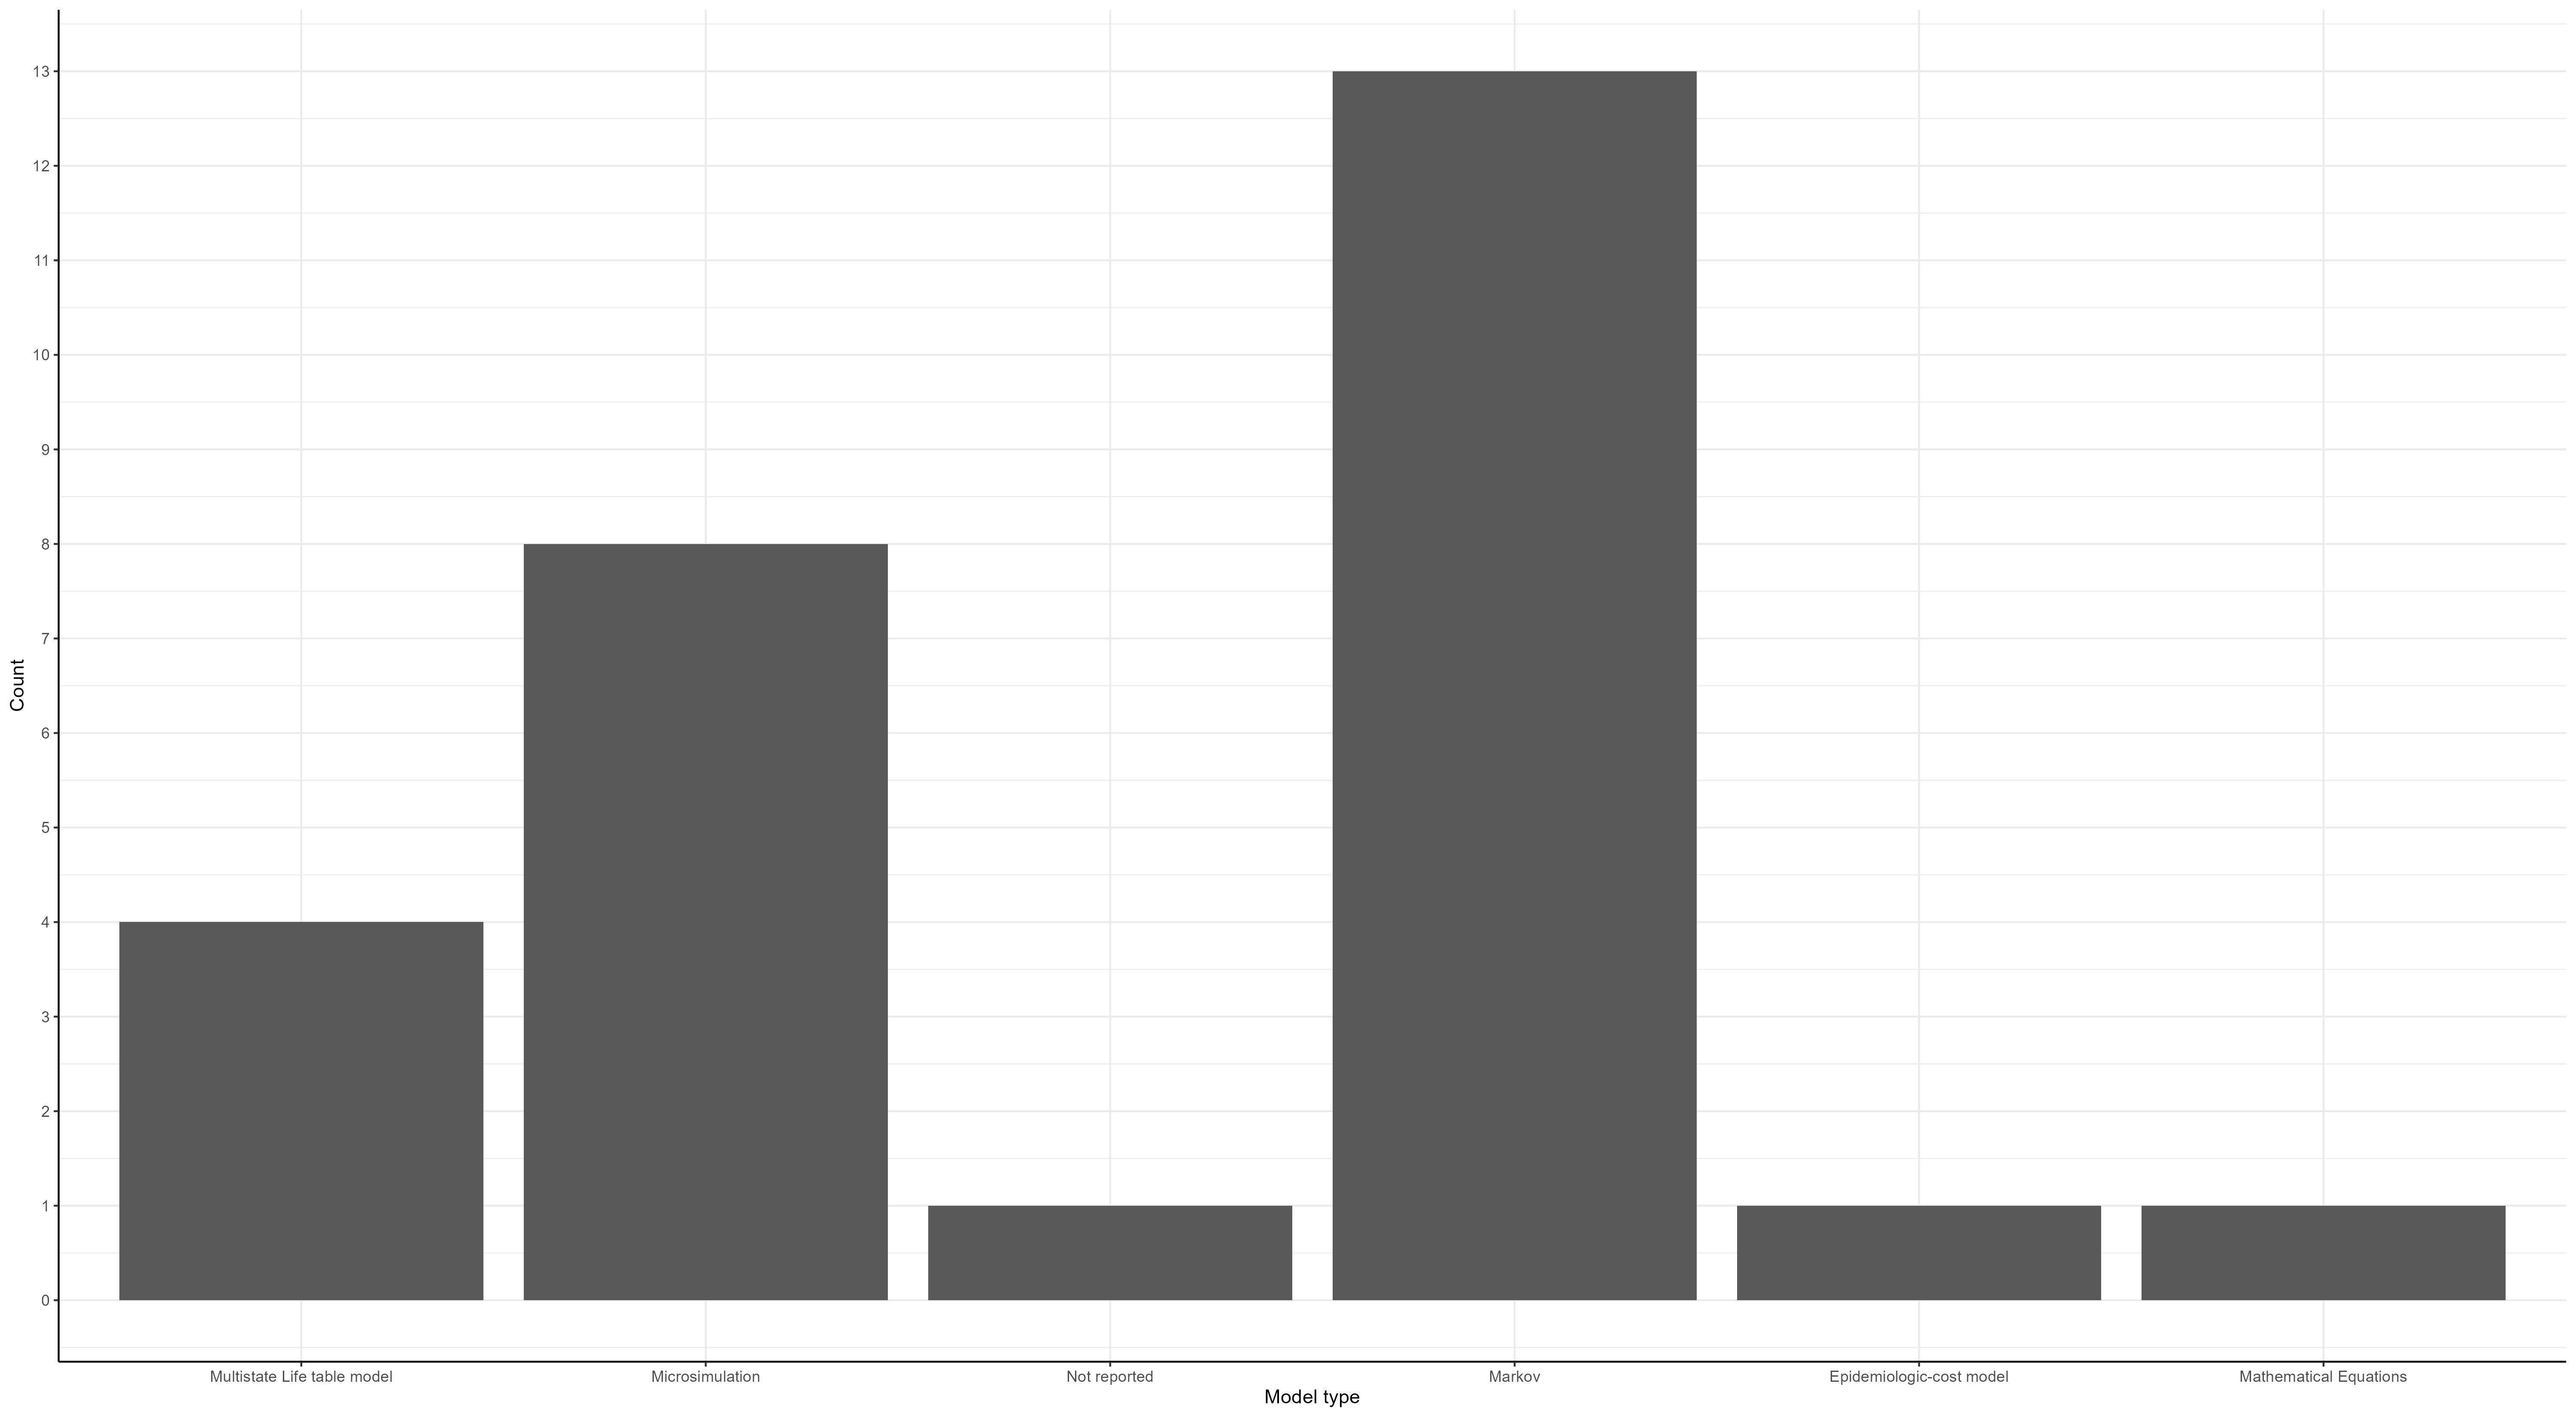 13
12
11
10
9
8
7
6
5
4
3
2
1
0
Count
Multistate Life table model
Microsimulation
Not reported
Markov
Epidemiologic-cost model
Mathematical Equations
Model type